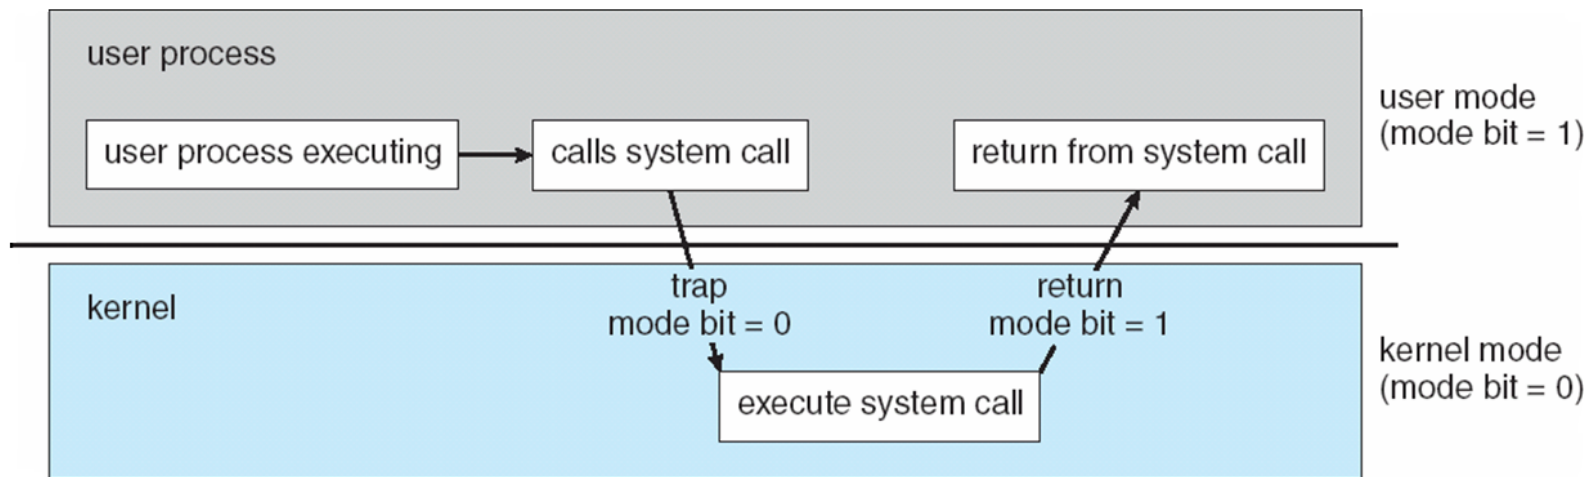 user process
user process executing
calls system call
return from system call
user mode
(mode bit = 1)
kernel
trap
mode bit = 0
return
mode bit = 1
execute system call
kernel mode
(mode bit = 0)